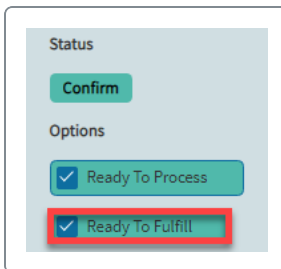 Status
Confirm
Options
Ready To Process
Ready To Fulfill